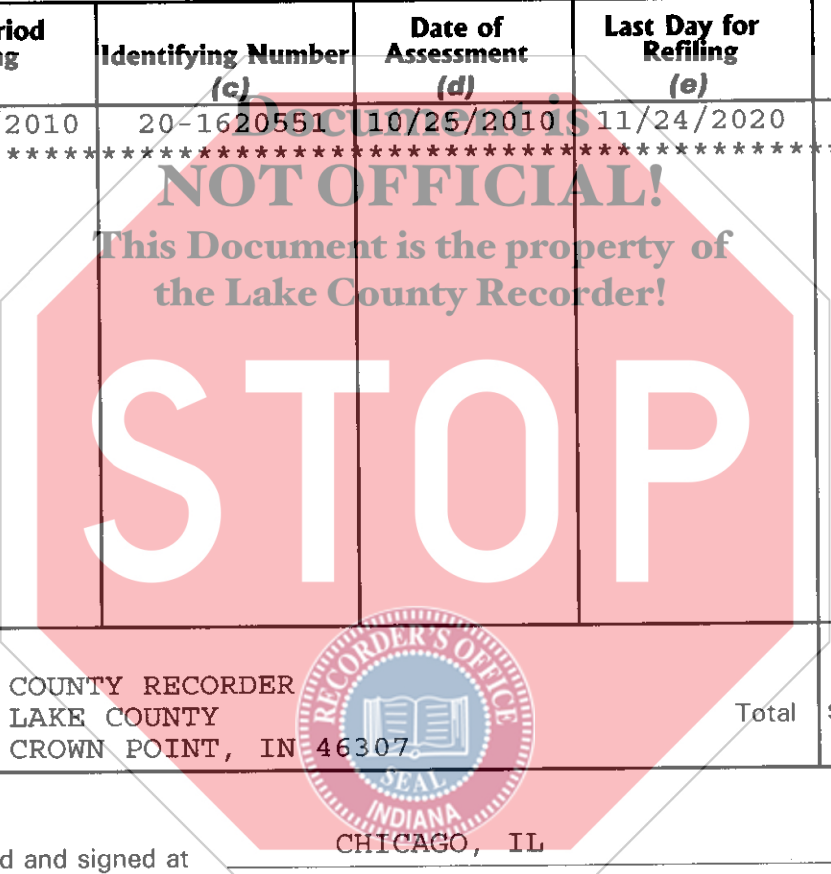 riod Identifying Number Date of Last Day for
ng (c) Assessment Refiling
(d) (e)
2010 20-1620551 10/25/2010 11/24/2020
Document is
NOT OFFICIAL!
This Document is the property of
the Lake County Recorder!
STOP
RECORDER'S OFFICE
COUNTY RECORDER
LAKE COUNTY Total
CROWN POINT, IN 46307
SEAL
INDIANA
CHICAGO, IL
d and signed at